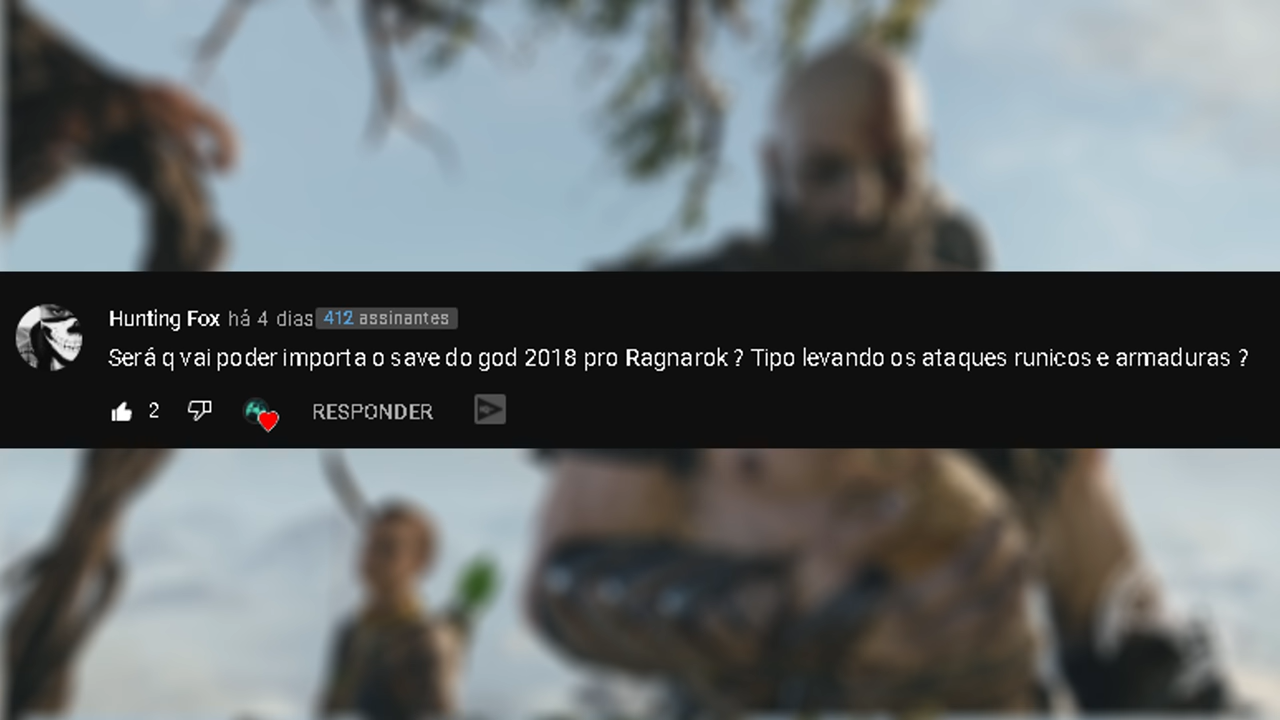 Hunting Fox há 4 dias 412 assinantes
Será q vai poder importa o save do god 2018 pro Ragnarok ? Tipo levando os ataques runicos e armaduras ?
2 RESPONDER